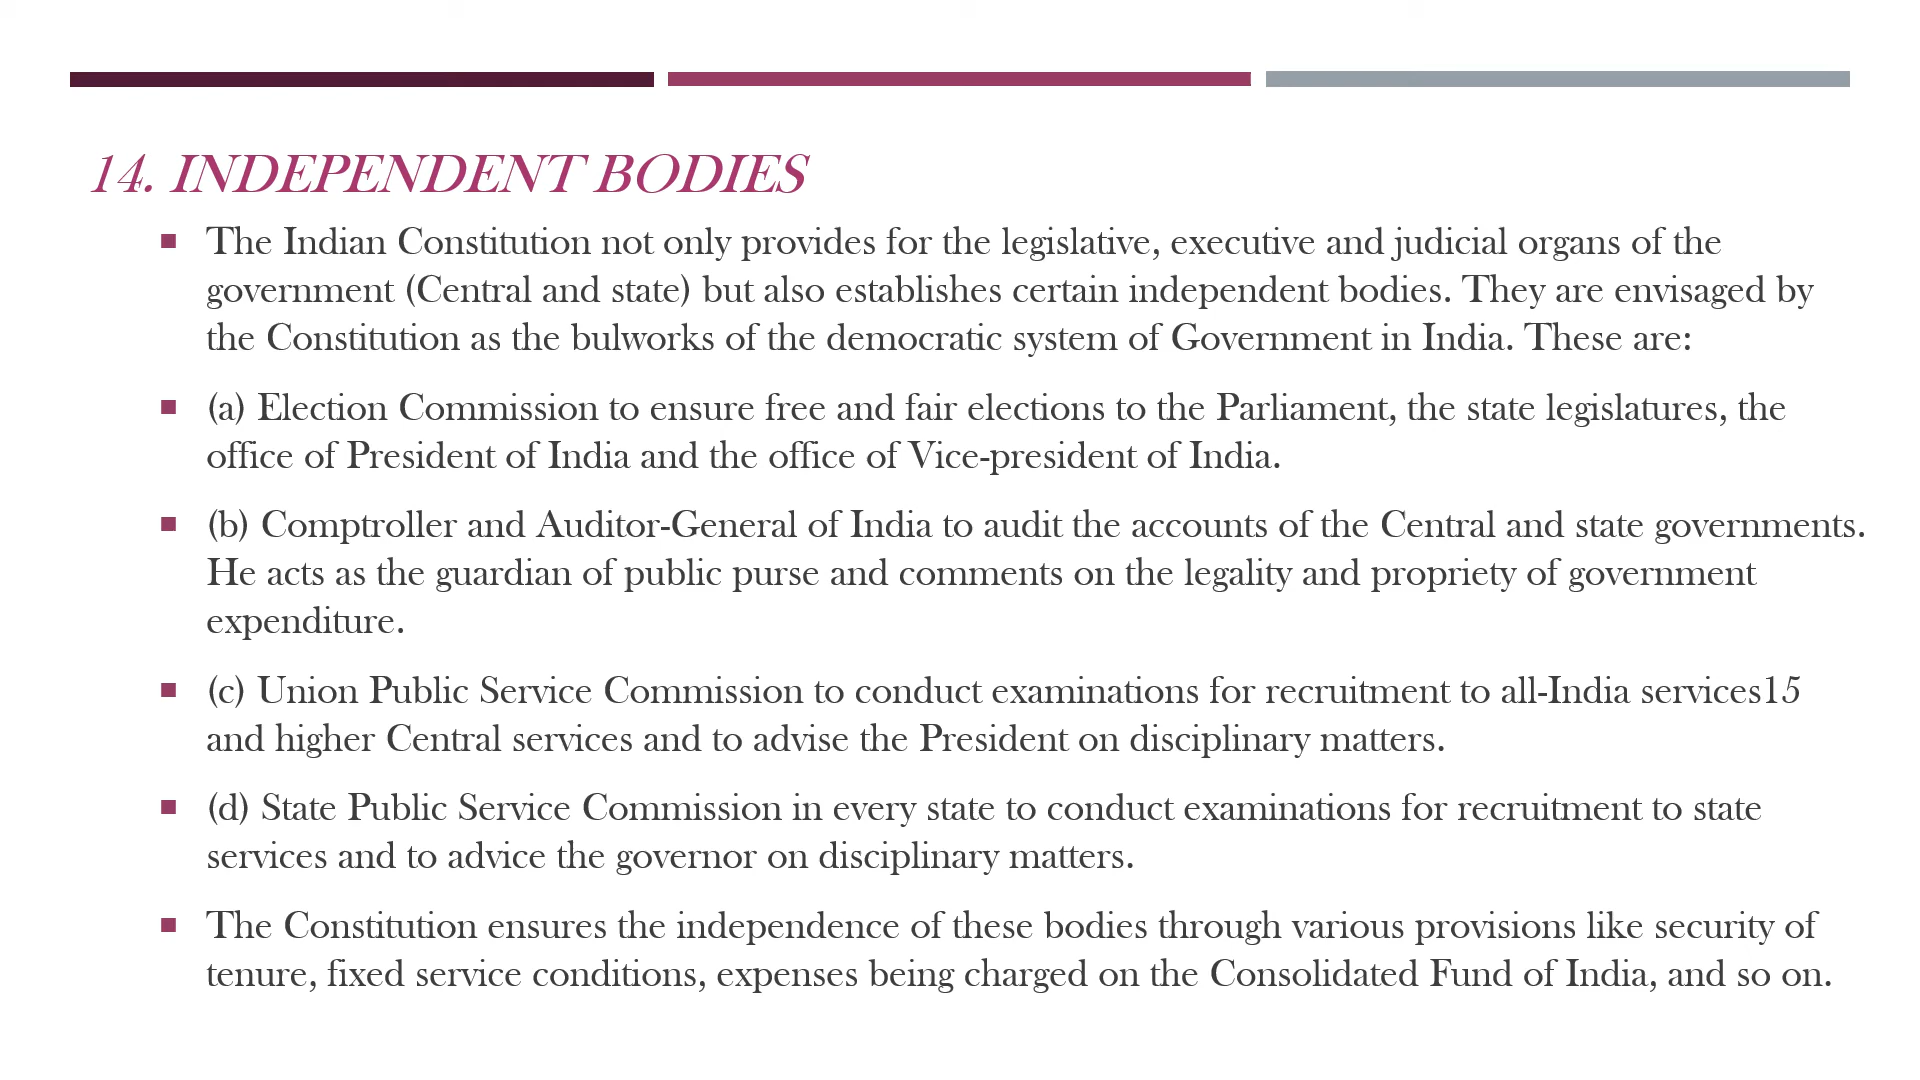 14. INDEPENDENT BODIES
The Indian Constitution not only provides for the legislative, executive and judicial organs of the
government (Central and state) but also establishes certain independent bodies. They are envisaged by
the Constitution as the bulworks of the democratic system of Government in India. These are:
(a) Election Commission to ensure free and fair elections to the Parliament, the state legislatures, the
office of President of India and the office of Vice-president of India.
(b) Comptroller and Auditor-General of India to audit the accounts of the Central and state governments.
He acts as the guardian of public purse and comments on the legality and propriety of government
expenditure.
(c) Union Public Service Commission to conduct examinations for recruitment to all-India services15
and higher Central services and to advise the President on disciplinary matters.
(d) State Public Service Commission in every state to conduct examinations for recruitment to state
services and to advice the governor on disciplinary matters.
The Constitution ensures the independence of these bodies through various provisions like security of
tenure, fixed service conditions, expenses being charged on the Consolidated Fund of India, and so on.